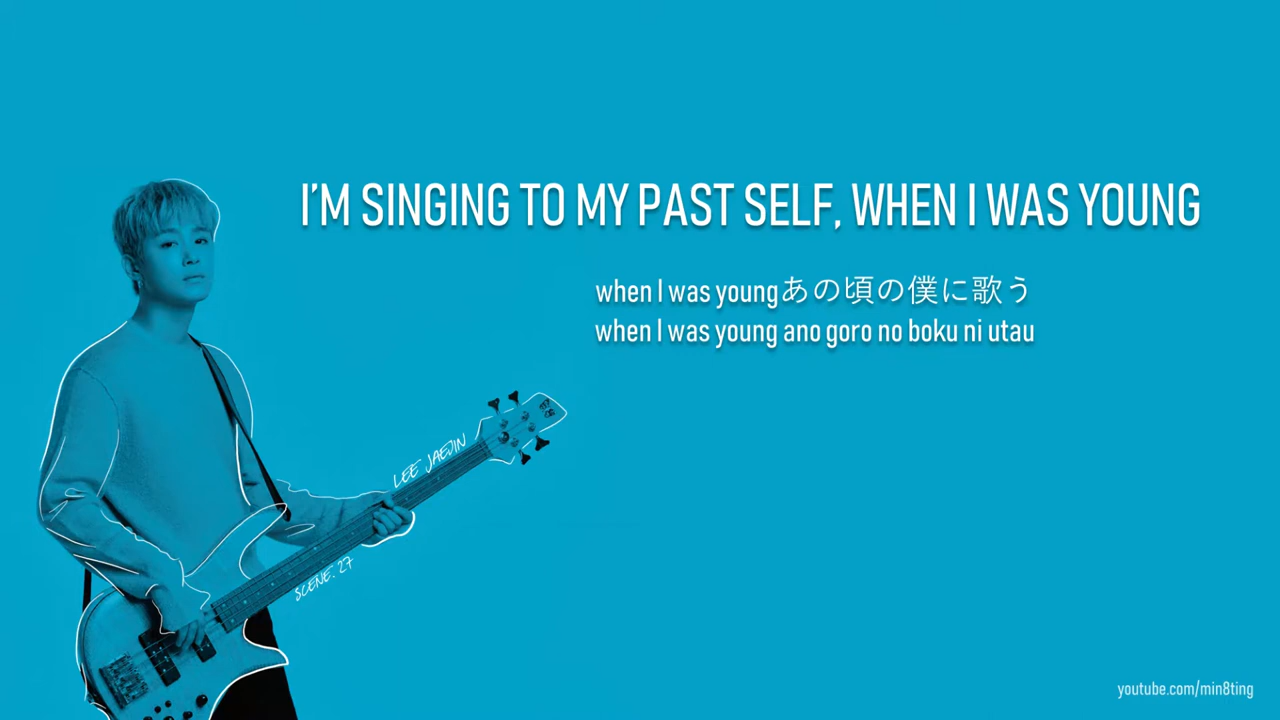 I'M SINGING TO MY PAST SELF, WHEN I WAS YOUNG
when I was youngあの頃の僕に歌う
when I was young ano goro no boku ni utau
LEE JAEJIN
SCENE. 27
youtube.com/min8ting